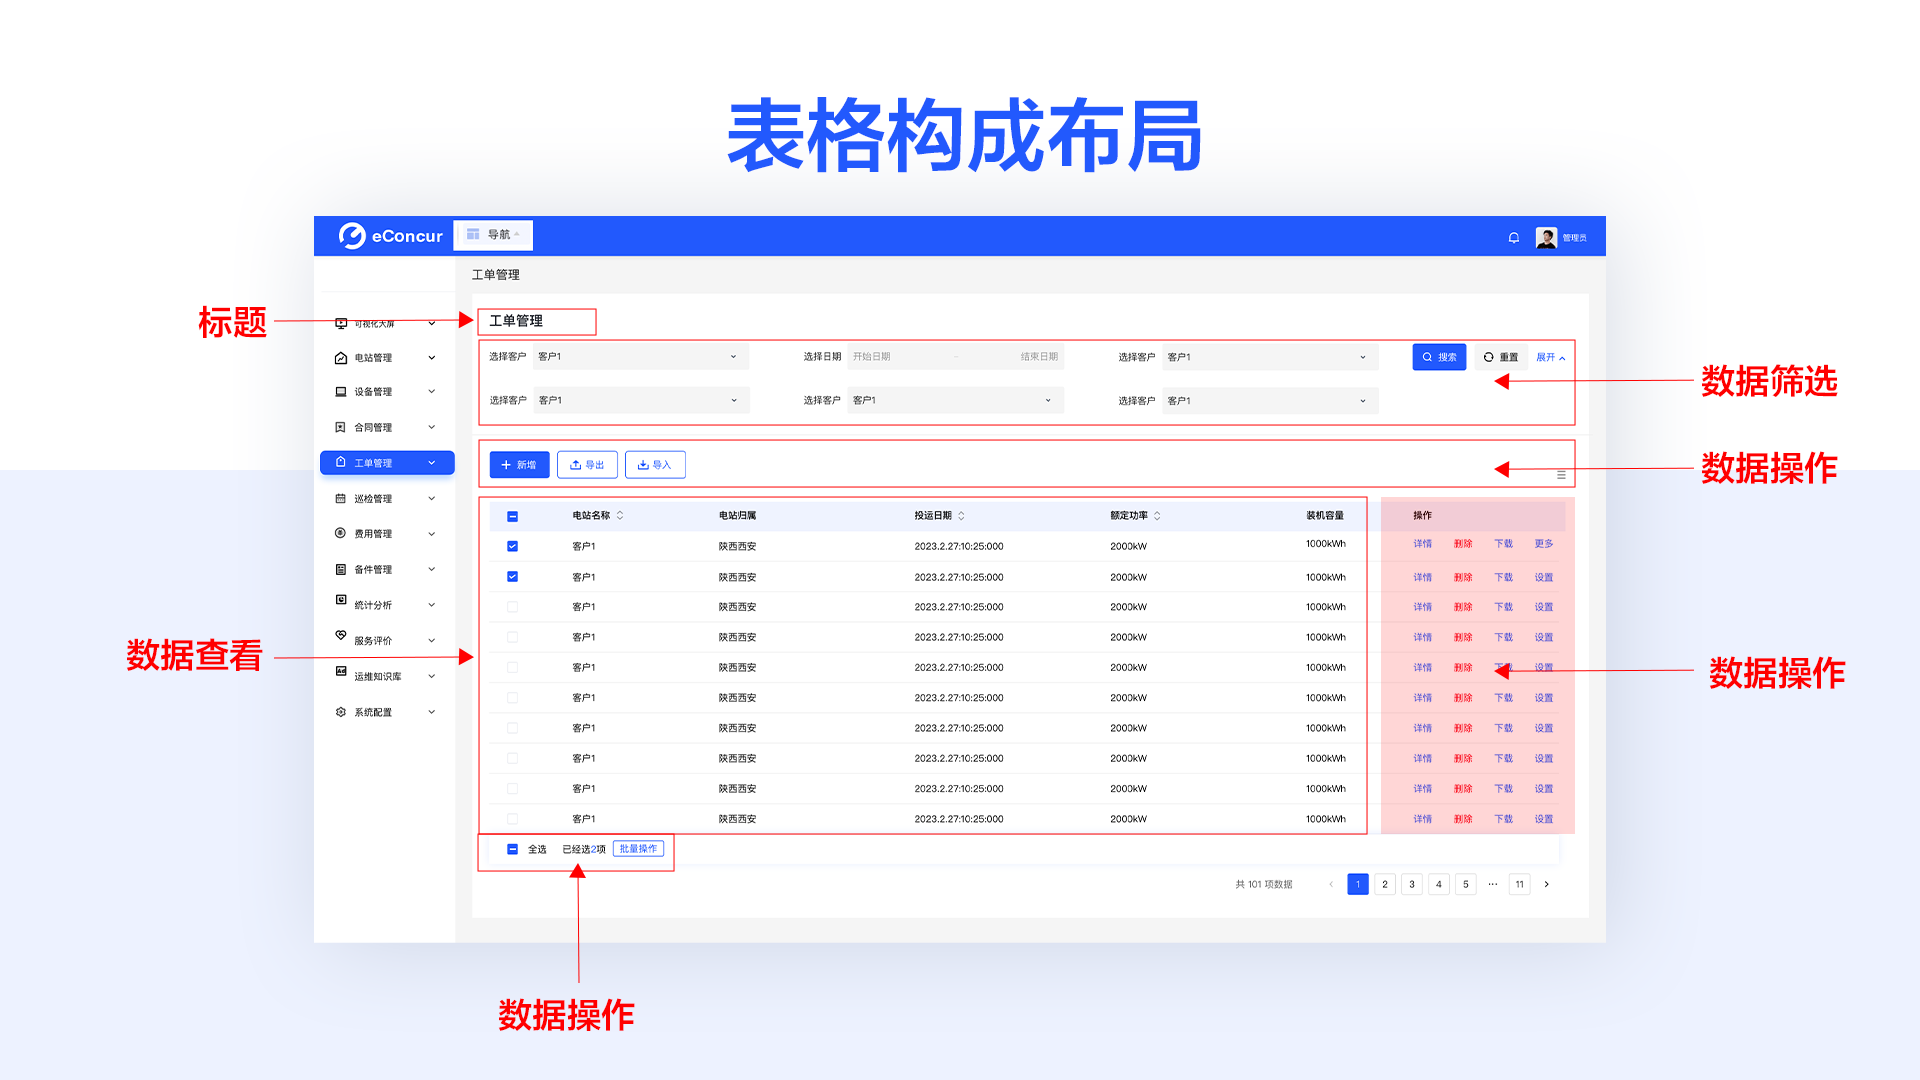 表格构成布局
eConcur 导航 管理员
工单管理
标题
可视化大屏
电站管理
设备管理
合同管理
工单管理
巡检管理
费用管理
备件管理
统计分析
服务评价
运维知识库
系统配置
工单管理
选择客户 客户1 选择日期 开始日期 ~ 结束日期 选择客户 客户1 搜索 重置 展开
选择客户 客户1 选择客户 客户1 选择客户 客户1
数据筛选
新增 导出 导入
数据操作
电站名称 电站归属 投运日期 额定功率 装机容量 操作
客户1 陕西西安 2023.2.27:10:25:000 2000kW 1000kWh 详情 删除 下载 更多
客户1 陕西西安 2023.2.27:10:25:000 2000kW 1000kWh 详情 删除 下载 设置
客户1 陕西西安 2023.2.27:10:25:000 2000kW 1000kWh 详情 删除 下载 设置
客户1 陕西西安 2023.2.27:10:25:000 2000kW 1000kWh 详情 删除 下载 设置
客户1 陕西西安 2023.2.27:10:25:000 2000kW 1000kWh 详情 删除 下载 设置
客户1 陕西西安 2023.2.27:10:25:000 2000kW 1000kWh 详情 删除 下载 设置
客户1 陕西西安 2023.2.27:10:25:000 2000kW 1000kWh 详情 删除 下载 设置
客户1 陕西西安 2023.2.27:10:25:000 2000kW 1000kWh 详情 删除 下载 设置
客户1 陕西西安 2023.2.27:10:25:000 2000kW 1000kWh 详情 删除 下载 设置
客户1 陕西西安 2023.2.27:10:25:000 2000kW 1000kWh 详情 删除 下载 设置
数据查看
数据操作
全选 已经选2项 批量操作
共 101 项数据 1 2 3 4 5 ··· 11
数据操作